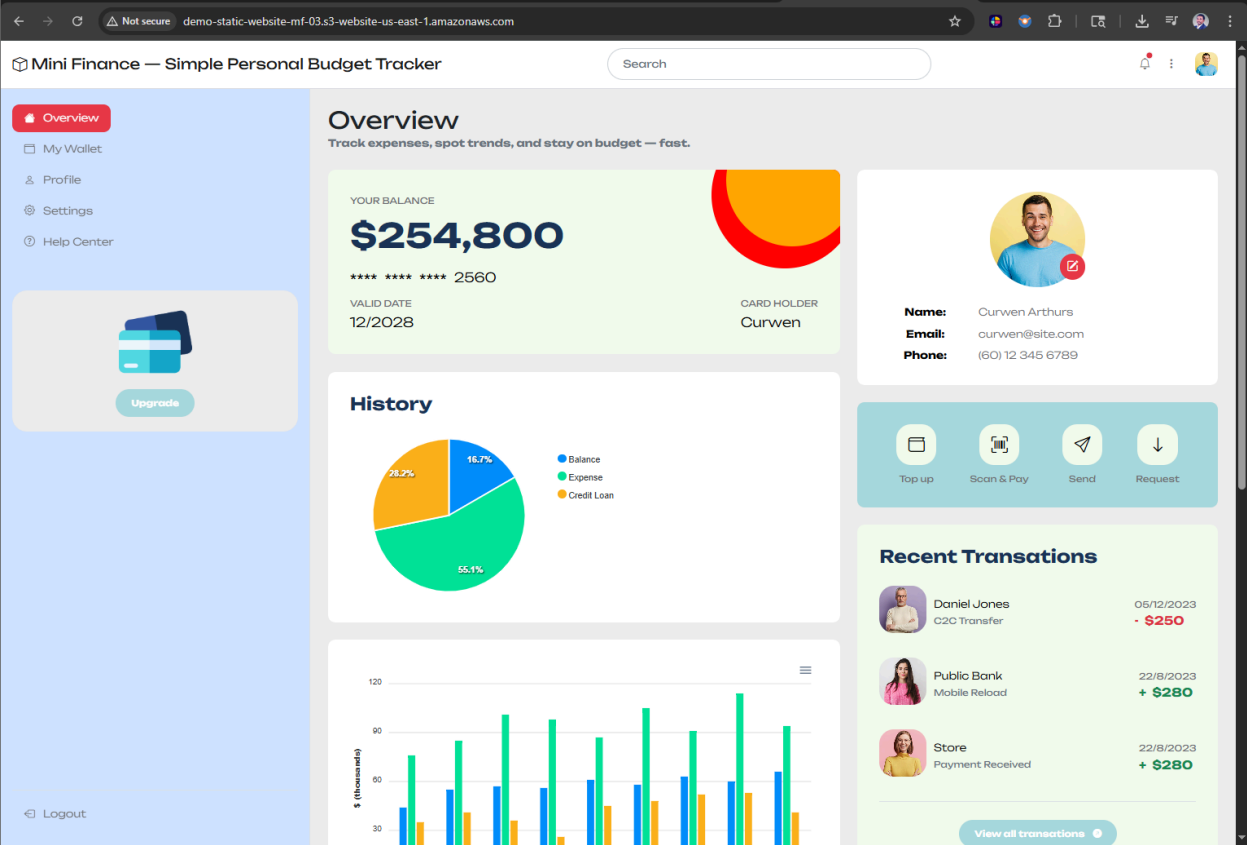 Not secure
demo-static-website-mf-03.s3-website-us-east-1.amazonaws.com
Mini Finance — Simple Personal Budget Tracker
Search
Overview
My Wallet
Profile
Settings
Help Center
Upgrade
Logout
Overview
Track expenses, spot trends, and stay on budget — fast.
YOUR BALANCE
$254,800
**** **** **** 2560
VALID DATE
12/2028
CARD HOLDER
Curwen
History
16.7%
28.2%
55.1%
Balance
Expense
Credit Loan
120
90
60
30
$ (thousands)
Name: Curwen Arthurs
Email: curwen@site.com
Phone: (60) 12 345 6789
Top up
Scan & Pay
Send
Request
Recent Transations
Daniel Jones 05/12/2023
C2C Transfer - $250
Public Bank 22/8/2023
Mobile Reload + $280
Store 22/8/2023
Payment Received + $280
View all transations